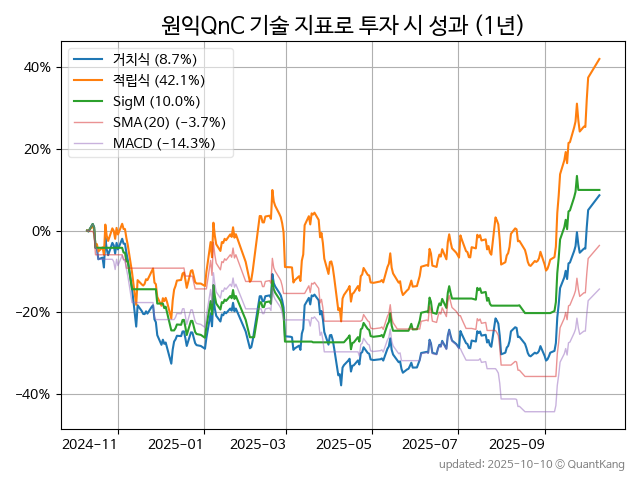 원익QnC 기술 지표로 투자 시 성과 (1년)
거치식 (8.7%)
적립식 (42.1%)
SigM (10.0%)
SMA(20) (−3.7%)
MACD (−14.3%)
40%
20%
0%
−20%
−40%
2024-11
2025-01
2025-03
2025-05
2025-07
2025-09
updated: 2025-10-10 © QuantKang